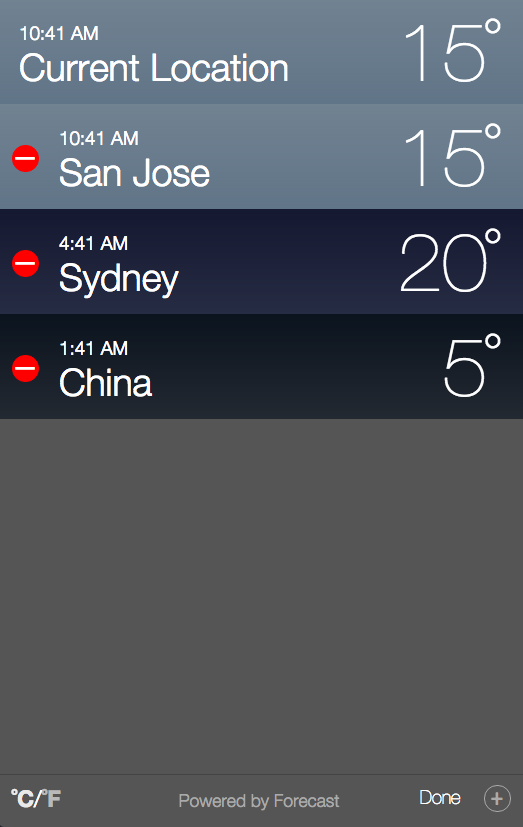 10:41 AM
Current Location
15°
10:41 AM
San Jose
15°
4:41 AM
Sydney
20°
1:41 AM
China
5°
°C/°F
Powered by Forecast
Done
+